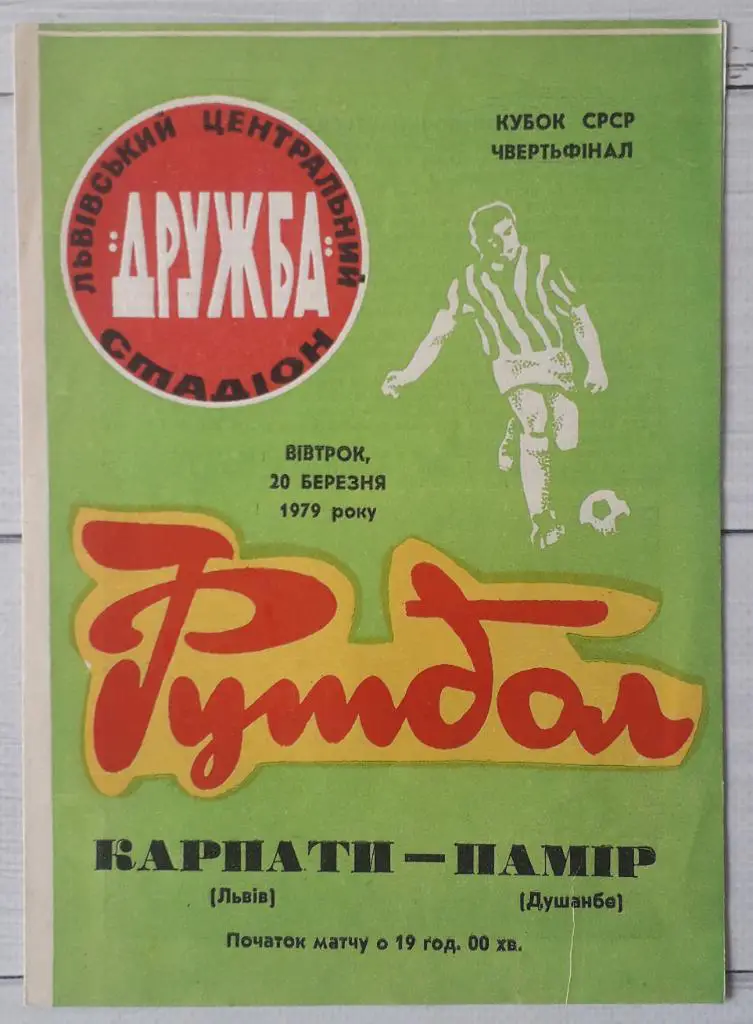 ЛЬВІВСЬКИЙ ЦЕНТРАЛЬНИЙ
"ДРУЖБА"
СТАДІОН
КУБОК СРСР
ЧВЕРТЬФІНАЛ
ВІВТРОК,
20 БЕРЕЗНЯ
1979 року
Футбол
КАРПАТИ — ПАМІР
(Львів) (Душанбе)
Початок матчу о 19 год. 00 хв.